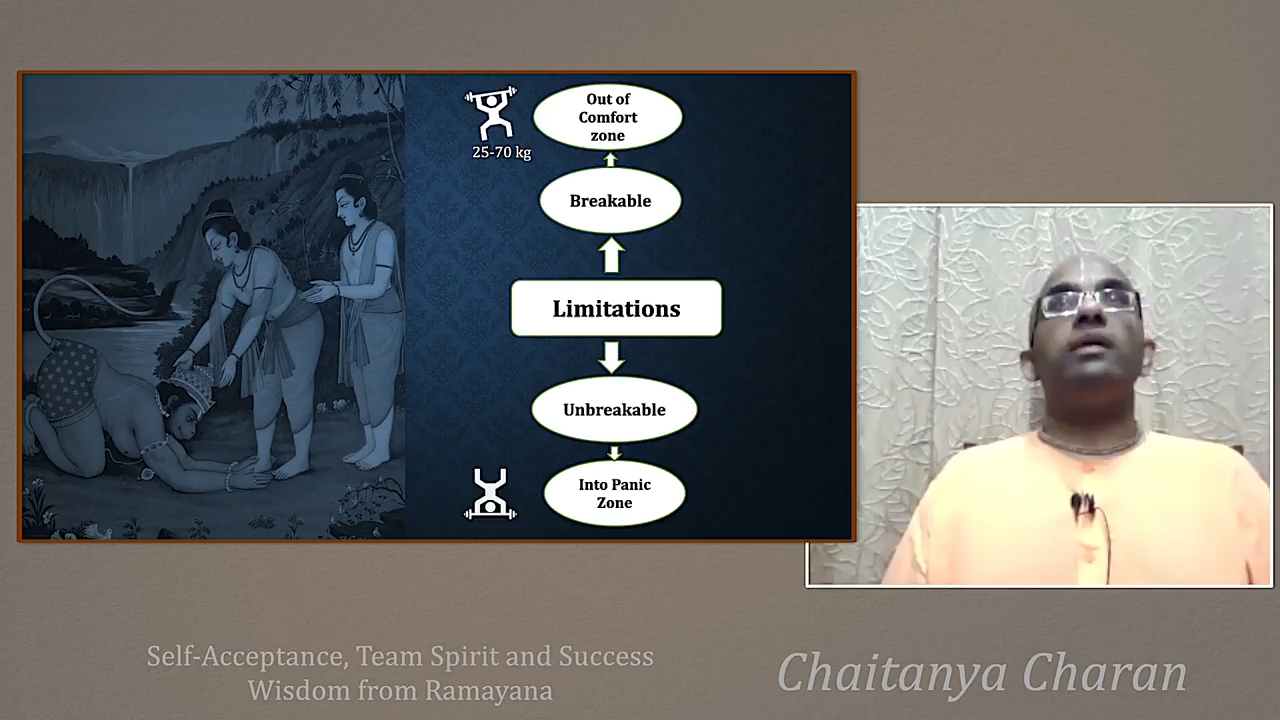 Out of
Comfort
zone
25-70 kg
Breakable
Limitations
Unbreakable
Into Panic
Zone
Self-Acceptance, Team Spirit and Success
Wisdom from Ramayana
Chaitanya Charan